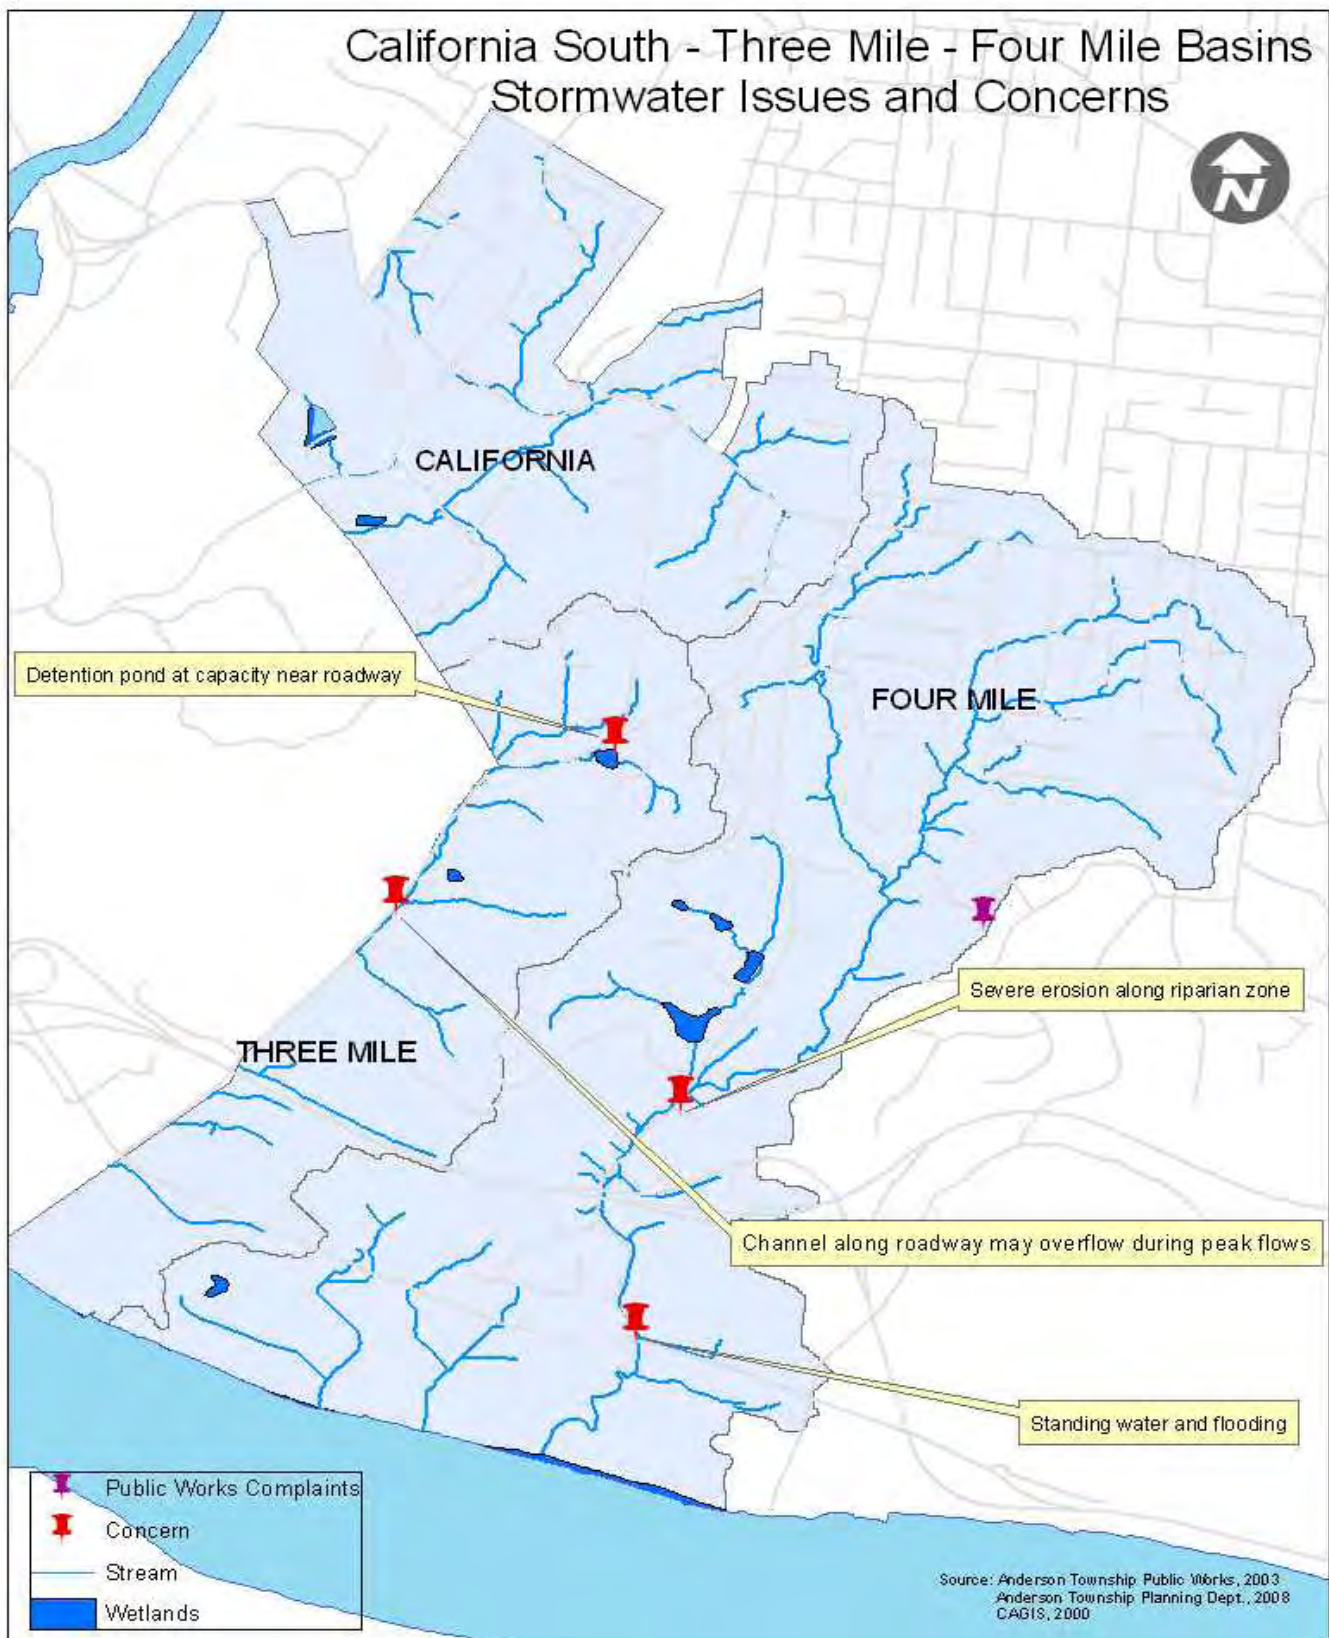 California South - Three Mile - Four Mile Basins
Stormwater Issues and Concerns
N
CALIFORNIA
Detention pond at capacity near roadway
FOUR MILE
Severe erosion along riparian zone
THREE MILE
Channel along roadway may overflow during peak flows
Standing water and flooding
Public Works Complaints
Concern
Stream
Wetlands
Source: Anderson Township Public Works, 2003
Anderson Township Planning Dept., 2008
CAGIS, 2000